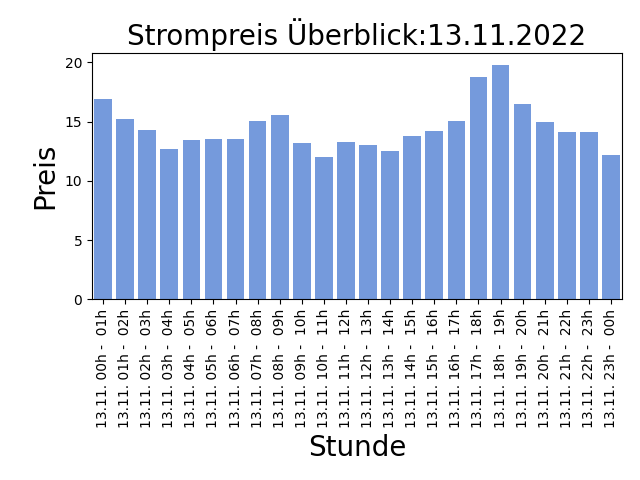 Strompreis Überblick:13.11.2022
Preis
20
15
10
5
0
13.11. 00h - 01h
13.11. 01h - 02h
13.11. 02h - 03h
13.11. 03h - 04h
13.11. 04h - 05h
13.11. 05h - 06h
13.11. 06h - 07h
13.11. 07h - 08h
13.11. 08h - 09h
13.11. 09h - 10h
13.11. 10h - 11h
13.11. 11h - 12h
13.11. 12h - 13h
13.11. 13h - 14h
13.11. 14h - 15h
13.11. 15h - 16h
13.11. 16h - 17h
13.11. 17h - 18h
13.11. 18h - 19h
13.11. 19h - 20h
13.11. 20h - 21h
13.11. 21h - 22h
13.11. 22h - 23h
13.11. 23h - 00h
Stunde